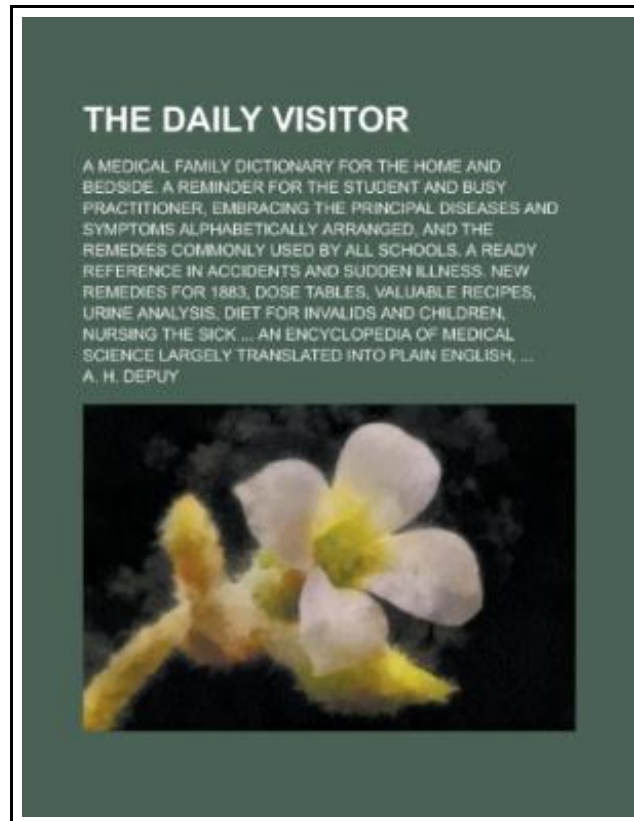 THE DAILY VISITOR
A MEDICAL FAMILY DICTIONARY FOR THE HOME AND
BEDSIDE. A REMINDER FOR THE STUDENT AND BUSY
PRACTITIONER, EMBRACING THE PRINCIPAL DISEASES AND
SYMPTOMS ALPHABETICALLY ARRANGED, AND THE
REMEDIES COMMONLY USED BY ALL SCHOOLS. A READY
REFERENCE IN ACCIDENTS AND SUDDEN ILLNESS. NEW
REMEDIES FOR 1883, DOSE TABLES, VALUABLE RECIPES,
URINE ANALYSIS, DIET FOR INVALIDS AND CHILDREN,
NURSING THE SICK ... AN ENCYCLOPEDIA OF MEDICAL
SCIENCE LARGELY TRANSLATED INTO PLAIN ENGLISH, ...
A. H. DEPUY